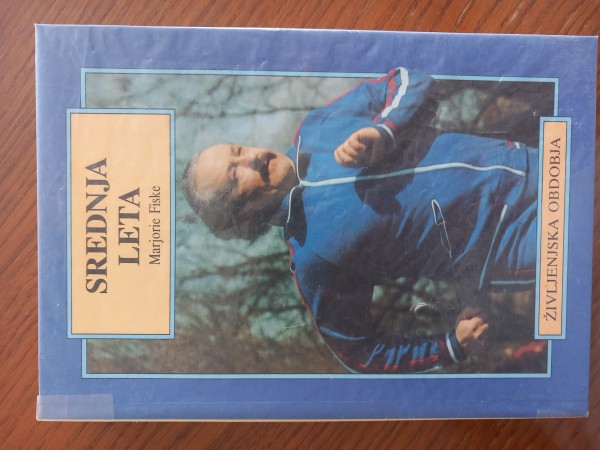 SREDNJA
LETA
Marjorie Fiske
ŽIVLJENJSKA OBDOBJA